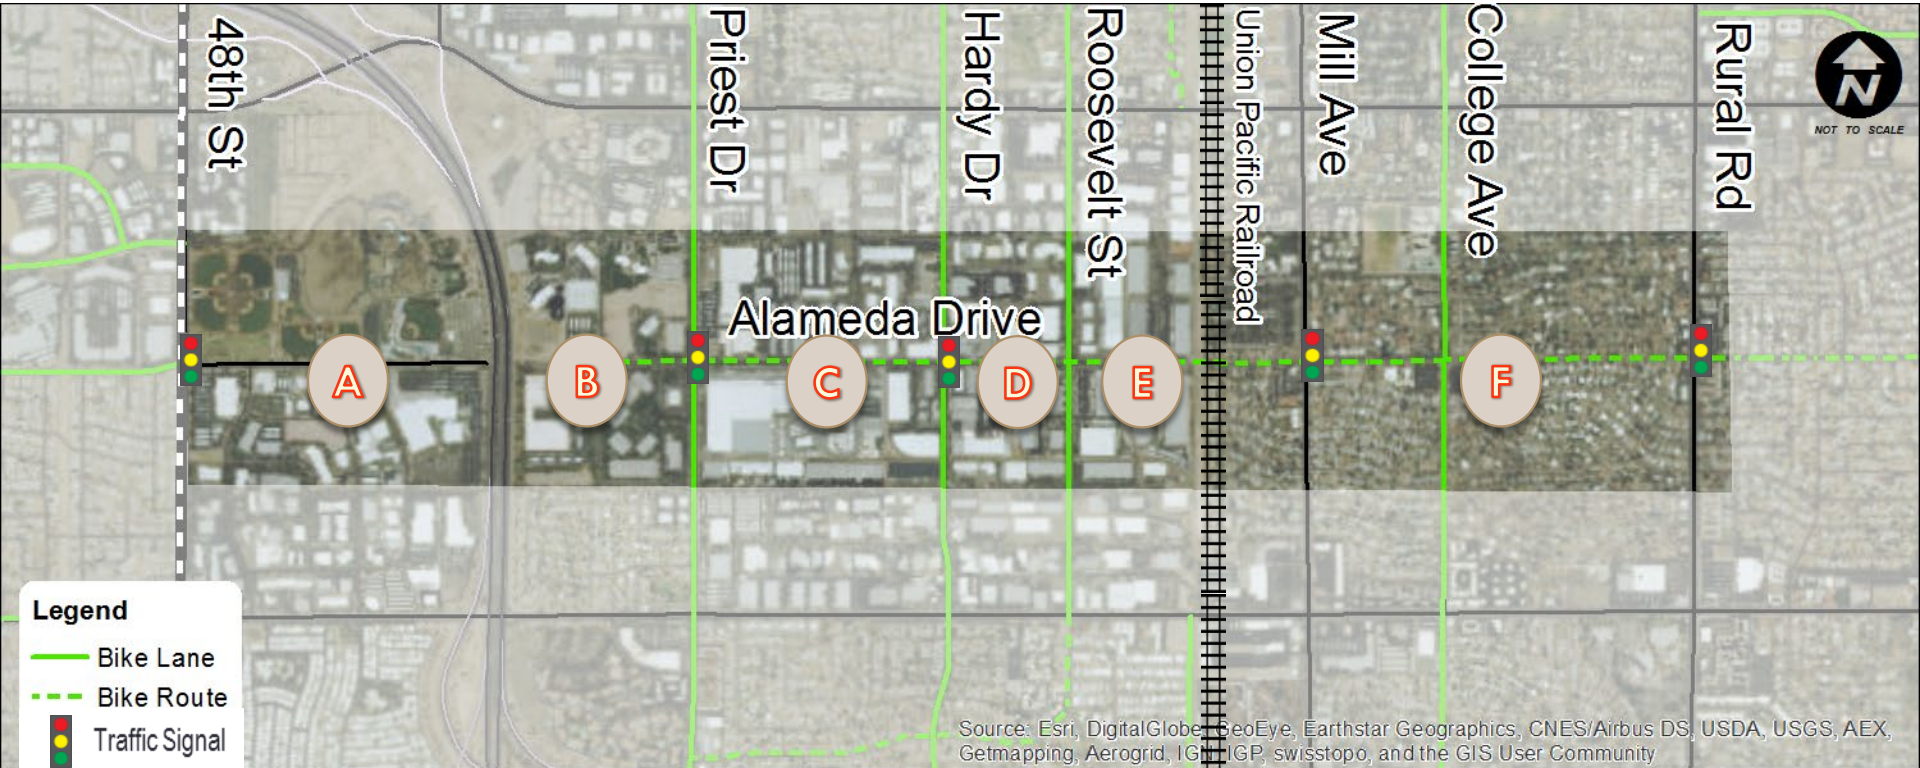 48th St
Priest Dr
Hardy Dr
Roosevelt St
Union Pacific Railroad
Mill Ave
College Ave
Rural Rd
N
NOT TO SCALE
Alameda Drive
A
B
C
D
E
F
Legend
Bike Lane
Bike Route
Traffic Signal
Source: Esri, DigitalGlobe, GeoEye, Earthstar Geographics, CNES/Airbus DS, USDA, USGS, AEX,
Getmapping, Aerogrid, IGN, IGP, swisstopo, and the GIS User Community